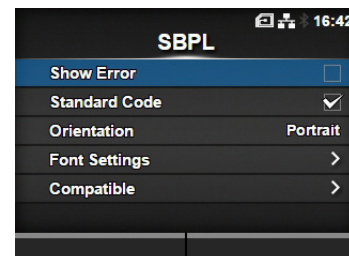 16:42
SBPL
Show Error
Standard Code
Orientation Portrait
Font Settings
Compatible